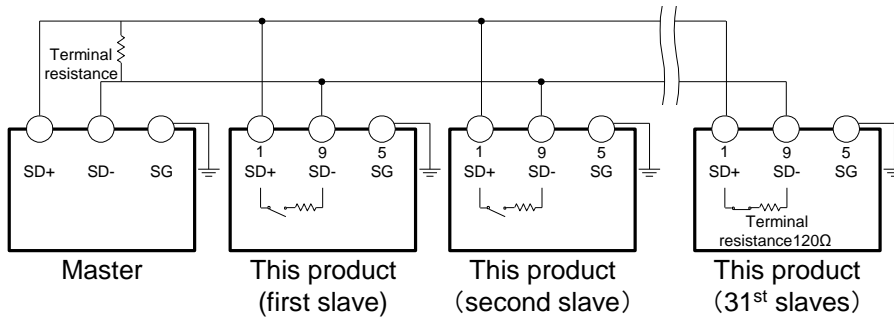 Terminal
resistance
SD+ SD- SG
1 9 5
SD+ SD- SG
1 9 5
SD+ SD- SG
1 9 5
SD+ SD- SG
Terminal
resistance120Ω
Master
This product
(first slave)
This product
（second slave）
This product
（31st slaves）